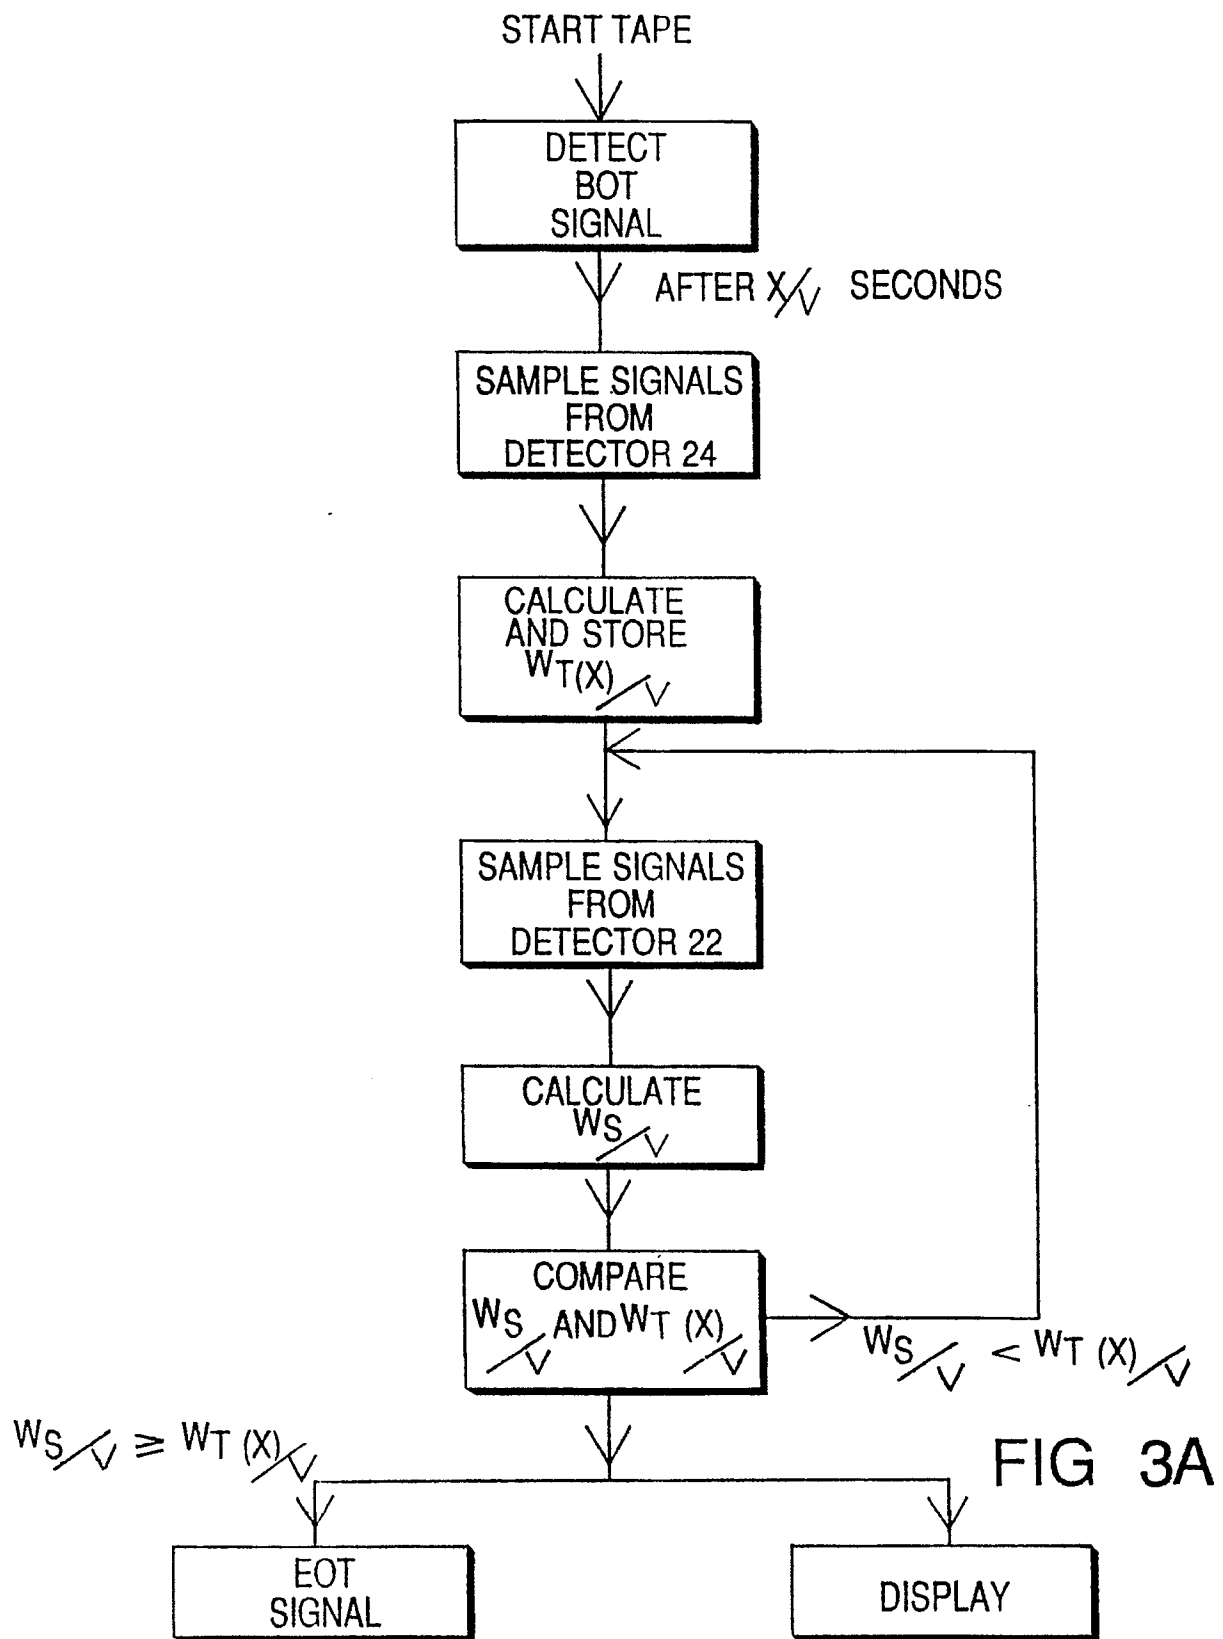 START TAPE
DETECT
BOT
SIGNAL
AFTER X/V SECONDS
SAMPLE SIGNALS
FROM
DETECTOR 24
CALCULATE
AND STORE
WT(X)/V
SAMPLE SIGNALS
FROM
DETECTOR 22
CALCULATE
WS/V
COMPARE
WS/V AND WT (X)/V
WS/V < WT (X)/V
WS/V ≥ WT (X)/V
FIG 3A
EOT
SIGNAL
DISPLAY